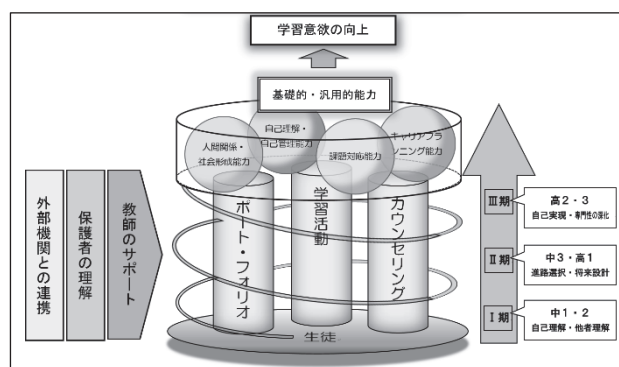 学習意欲の向上
基礎的・汎用的能力
人間関係・
社会形成能力
自己理解・
自己管理能力
課題対応能力
キャリアプラ
ンニング能力
外部機関との連携
保護者の理解
教師のサポート
ポート・フォリオ
学習活動
カウンセリング
生徒
Ⅲ期
高2・3
自己実現・専門性の深化
Ⅱ期
中3・高1
進路選択・将来設計
Ⅰ期
中1・2
自己理解・他者理解